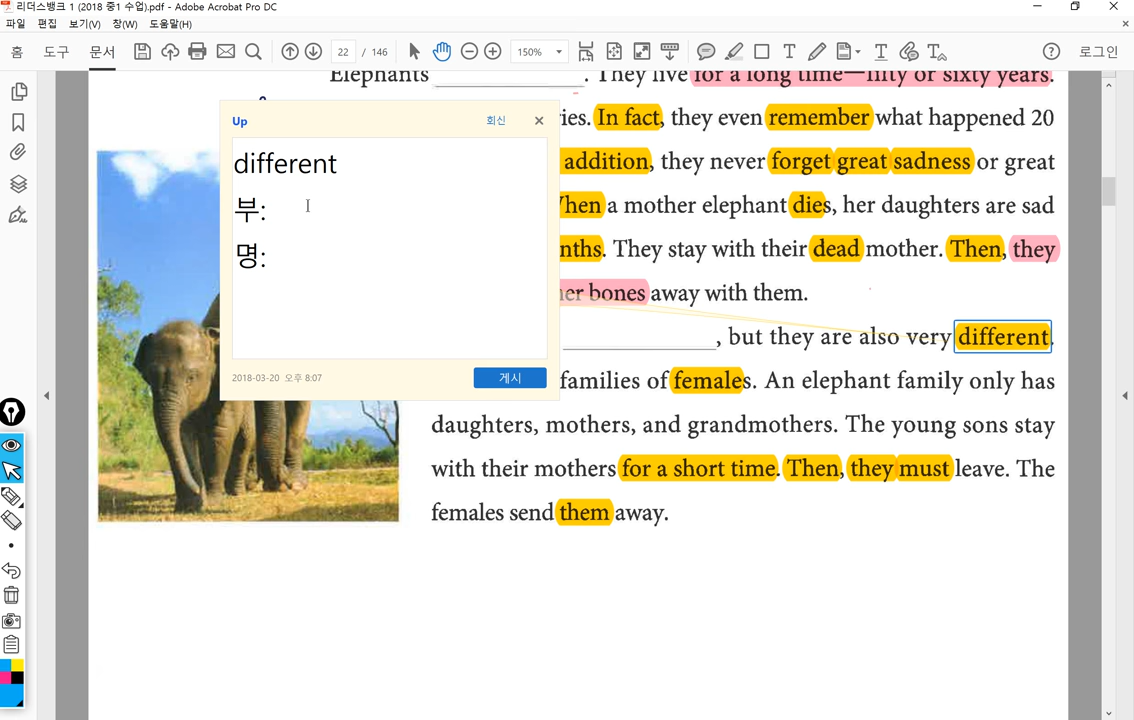 리더스뱅크 1 (2018 중1 수업).pdf - Adobe Acrobat Pro DC
파일 편집 보기(V) 창(W) 도움말(H)
홈 도구 문서 22 / 146 150% 로그인
Elephants . They live for a long time—fifty or sixty years.
ies. In fact, they even remember what happened 20
addition, they never forget great sadness or great
When a mother elephant dies, her daughters are sad
nths. They stay with their dead mother. Then, they
her bones away with them.
, but they are also very different.
families of females. An elephant family only has
daughters, mothers, and grandmothers. The young sons stay
with their mothers for a short time. Then, they must leave. The
females send them away.
Up 회신
different
부:
명:
2018-03-20 오후 8:07 게시